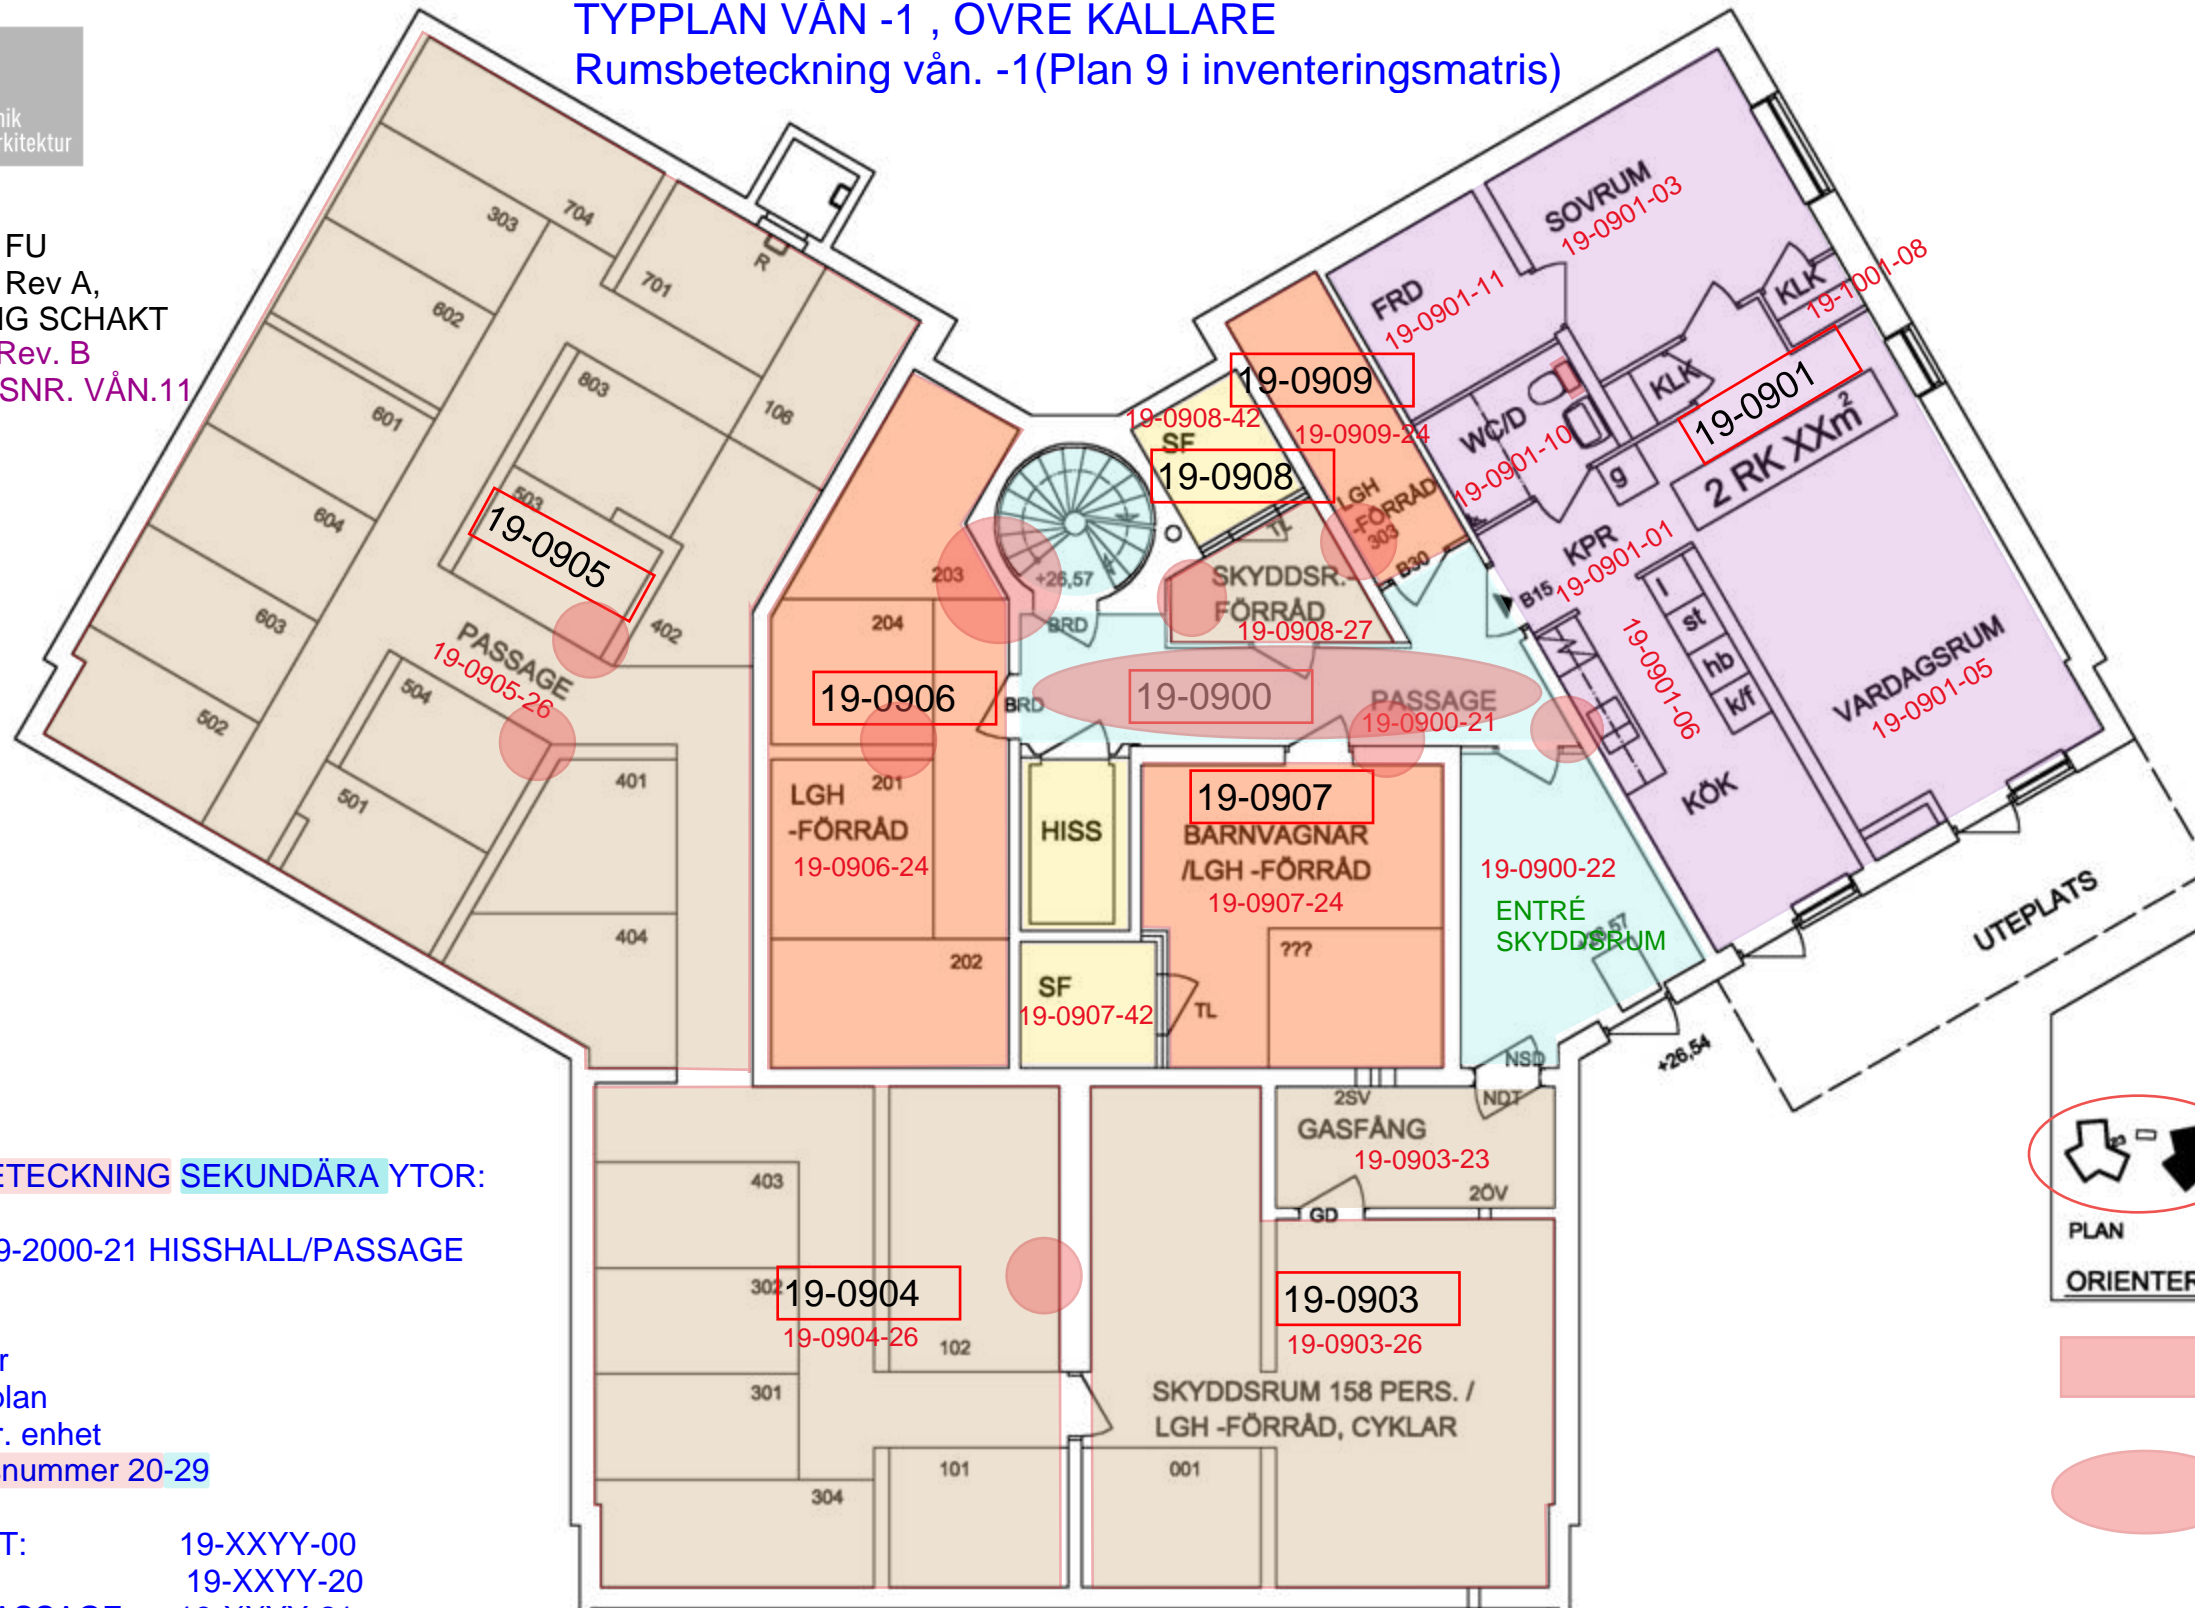 TYPPLAN VÅN -1 , ÖVRE KÄLLARE
Rumsbeteckning vån. -1(Plan 9 i inventeringsmatris)
FU
Rev A,
SCHAKT
Rev. B
SNR. VÅN.11
303
704
R
701
602
803
106
601
503
604
19-0905
603
402
PASSAGE
19-0905-26
504
502
501
401
404
203
204
19-0906
201
LGH
-FÖRRÅD
19-0906-24
202
+26,57
BRD
BRD
19-0908-42
SF
19-0908
TL
SKYDDSR.-
FÖRRÅD
19-0908-27
19-0909
19-0909-24
LGH
-FÖRRÅD
303
B30
19-0900
PASSAGE
19-0900-21
HISS
SF
19-0907-42
TL
19-0907
BARNVAGNAR
/LGH -FÖRRÅD
19-0907-24
???
19-0900-22
ENTRÉ
SKYDDSRUM
+26,57
NSD
SOVRUM
19-0901-03
FRD
19-0901-11
KLK
19-1001-08
KLK
19-0901
2 RK XXm2
WC/D
19-0901-10
g
KPR
19-0901-01
B15
l
st
hb
k/f
19-0901-06
VARDAGSRUM
19-0901-05
KÖK
UTEPLATS
+26,54
2SV
NDT
GASFÅNG
19-0903-23
2ÖV
GD
403
302
19-0904
19-0904-26
102
301
304
101
001
19-0903
19-0903-26
SKYDDSRUM 158 PERS. /
LGH -FÖRRÅD, CYKLAR
PLAN
SEKUNDÄRA YTOR:
9-2000-21 HISSHALL/PASSAGE
enhet
snummer 20-29
T: 19-XXYY-00
19-XXYY-20